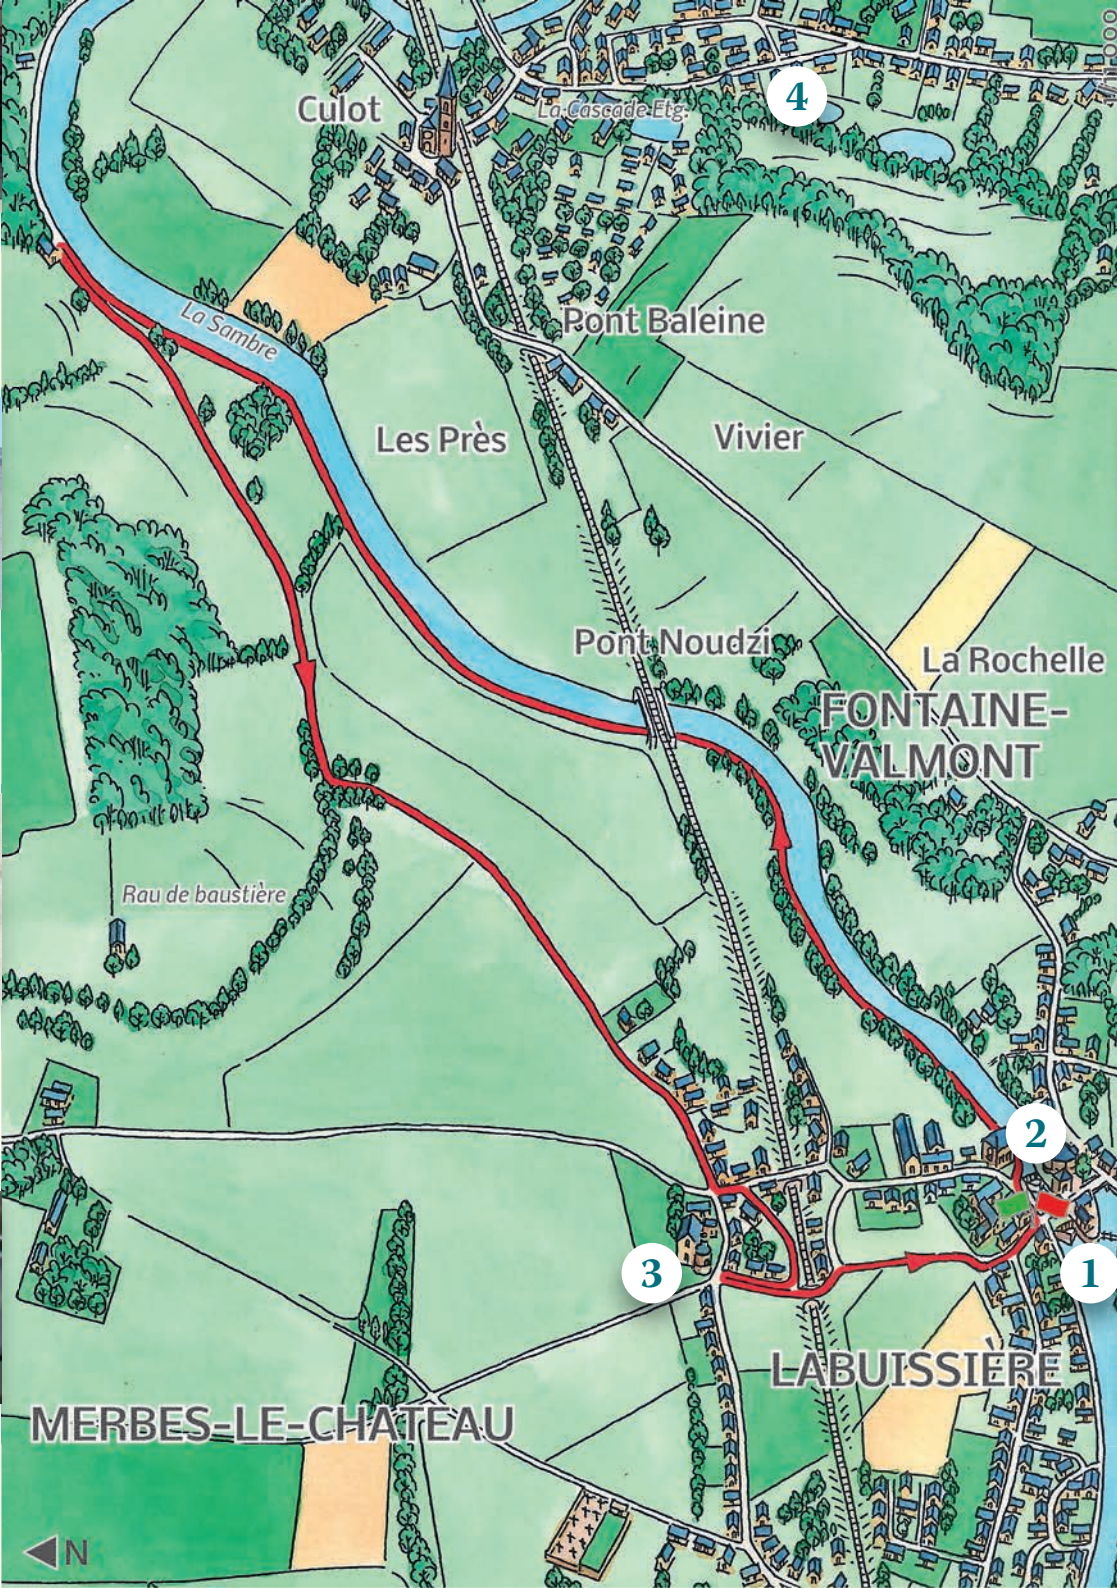 4
Culot
La Cascade Etg.
La Sambre
Pont Baleine
Les Près
Vivier
Pont Noudzi
La Rochelle
FONTAINE-
VALMONT
Rau de baustière
2
3
1
LABUISSIÈRE
MERBES-LE-CHATEAU
N